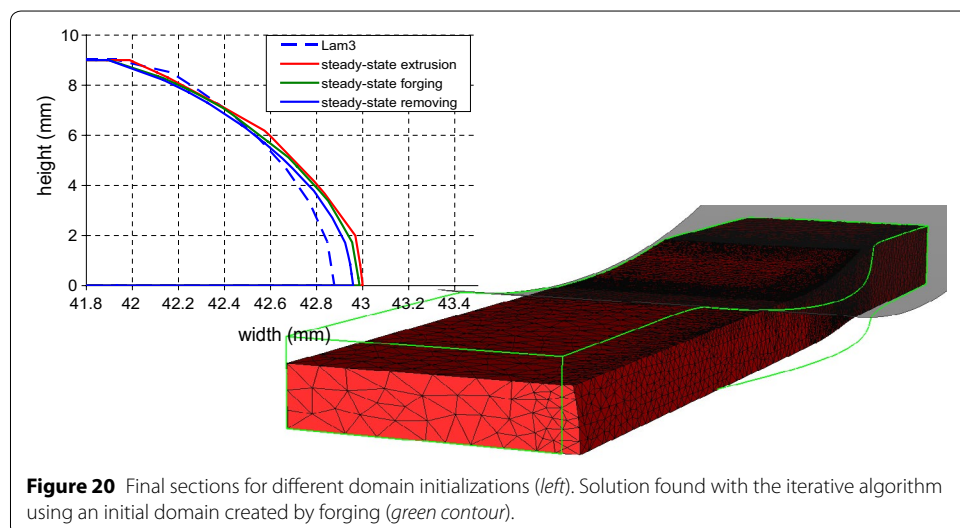 10
8
6
4
2
0
height (mm)
Lam3
steady-state extrusion
steady-state forging
steady-state removing
41.8 42 42.2 42.4 42.6 42.8 43 43.2 43.4
width (mm)
Figure 20 Final sections for different domain initializations (left). Solution found with the iterative algorithm
using an initial domain created by forging (green contour).